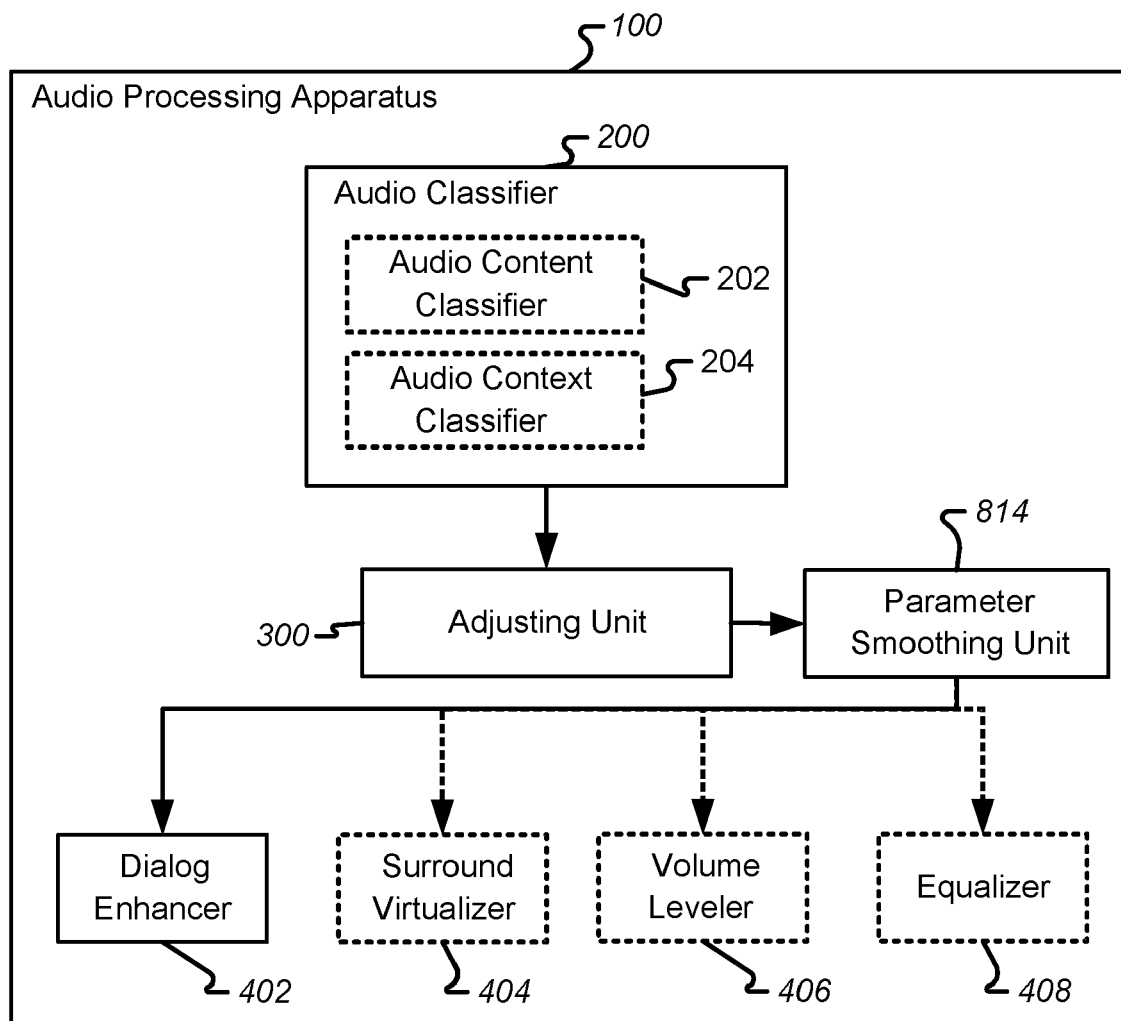 100
Audio Processing Apparatus
200
Audio Classifier
Audio Content
Classifier
202
Audio Context
Classifier
204
814
300
Adjusting Unit
Parameter
Smoothing Unit
Dialog
Enhancer
Surround
Virtualizer
Volume
Leveler
Equalizer
402
404
406
408